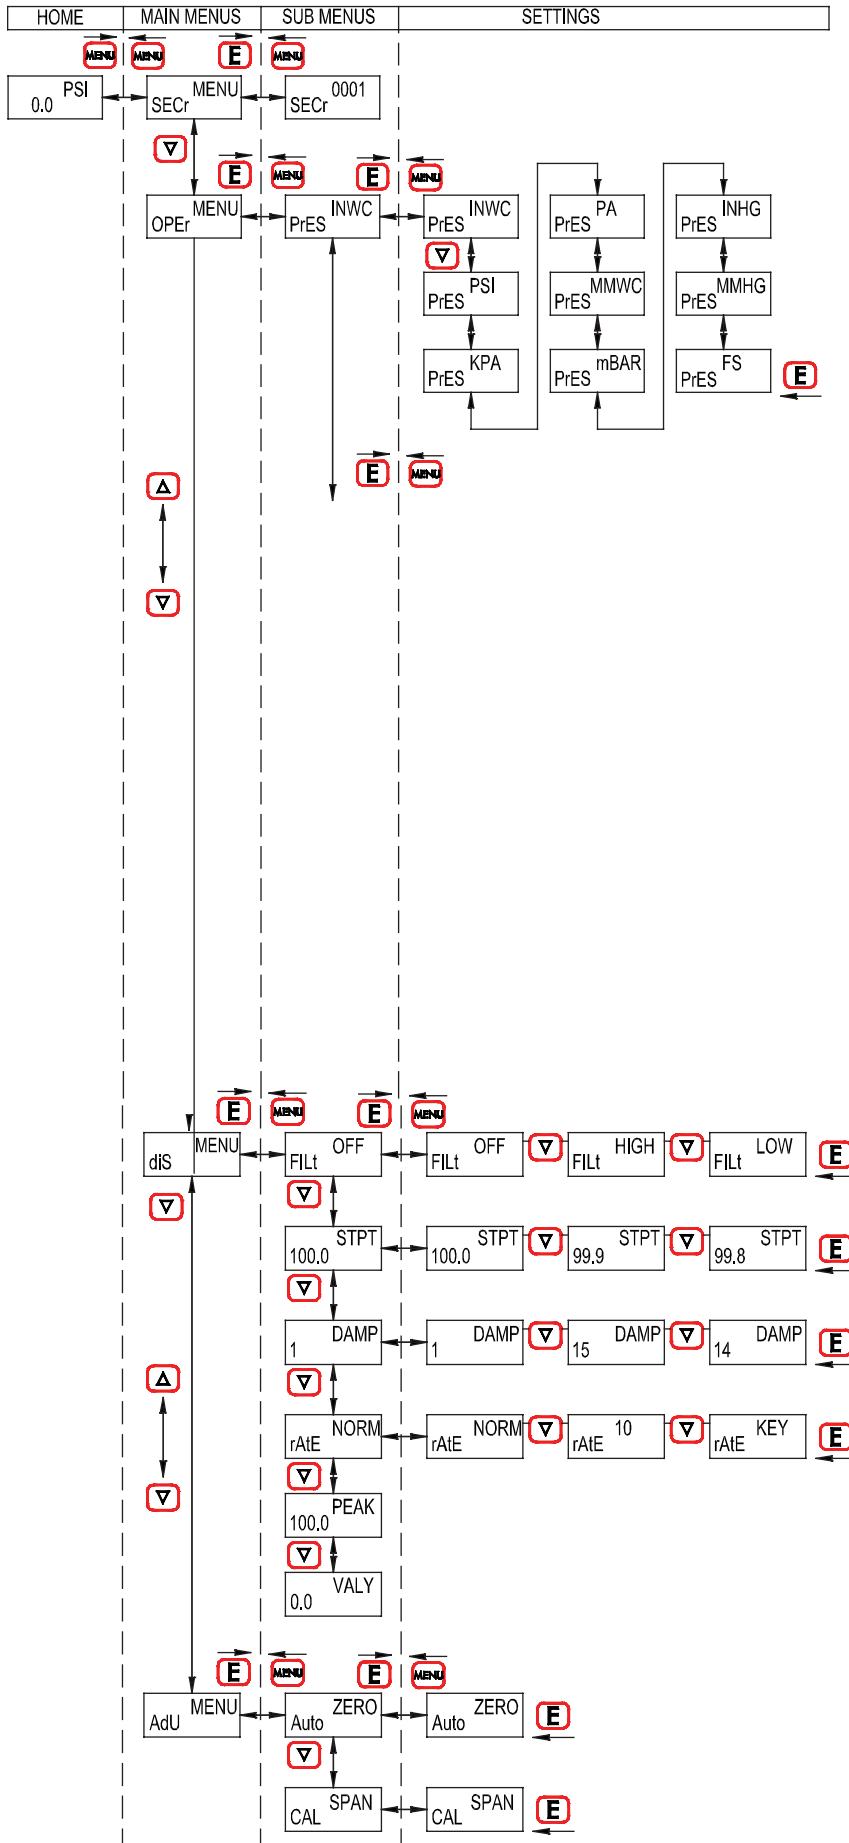 HOME MAIN MENUS SUB MENUS SETTINGS
MENU MENU E MENU
PSI MENU 0001
0.0 SECr SECr
E MENU E MENU
MENU INWC INWC PA INHG
OPEr PrES PrES PrES PrES
PSI MMWC MMHG
PrES PrES PrES
KPA mBAR FS
PrES PrES PrES
E
E MENU
E MENU E MENU
MENU OFF OFF HIGH LOW
diS FILt FILt FILt FILt
E
STPT STPT STPT STPT
100.0 100.0 99.9 99.8
E
DAMP DAMP DAMP DAMP
1 1 15 14
E
NORM NORM 10 KEY
rAtE rAtE rAtE rAtE
E
PEAK
100.0
VALY
0.0
E MENU E MENU
MENU ZERO ZERO
AdU Auto Auto
E
SPAN SPAN
CAL CAL
E